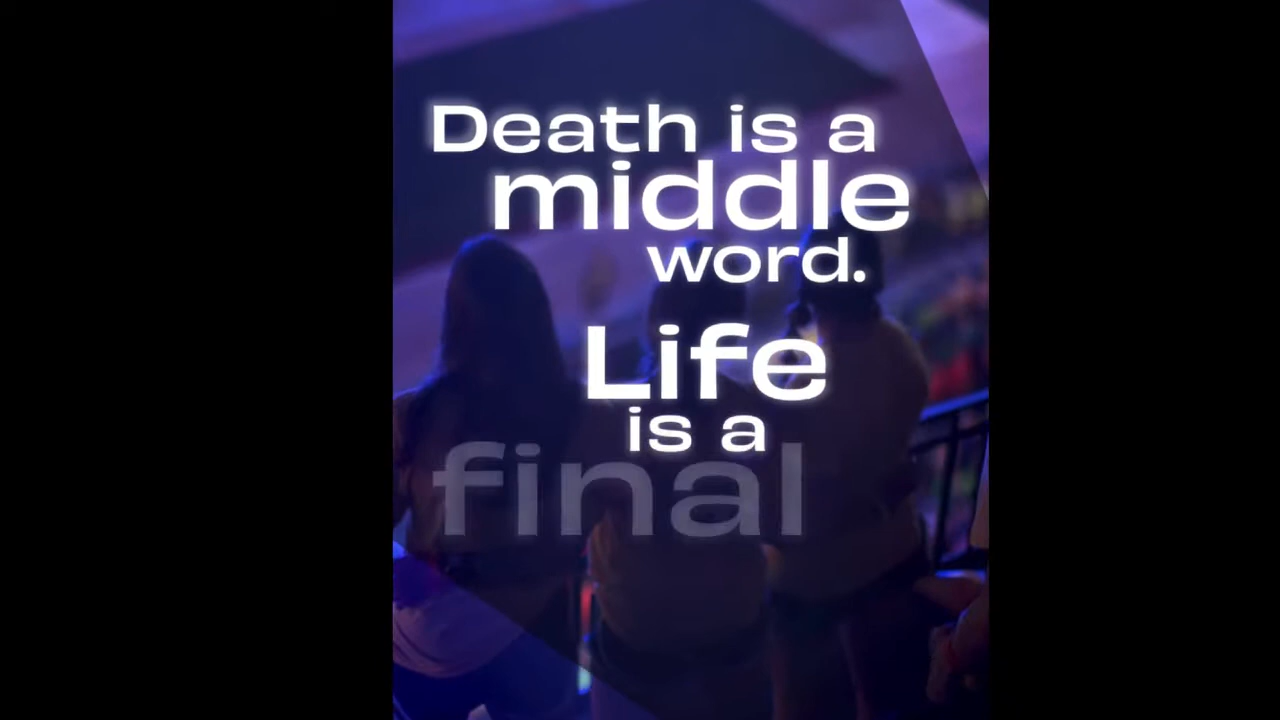 Death is a
middle
word.
Life
is a
final